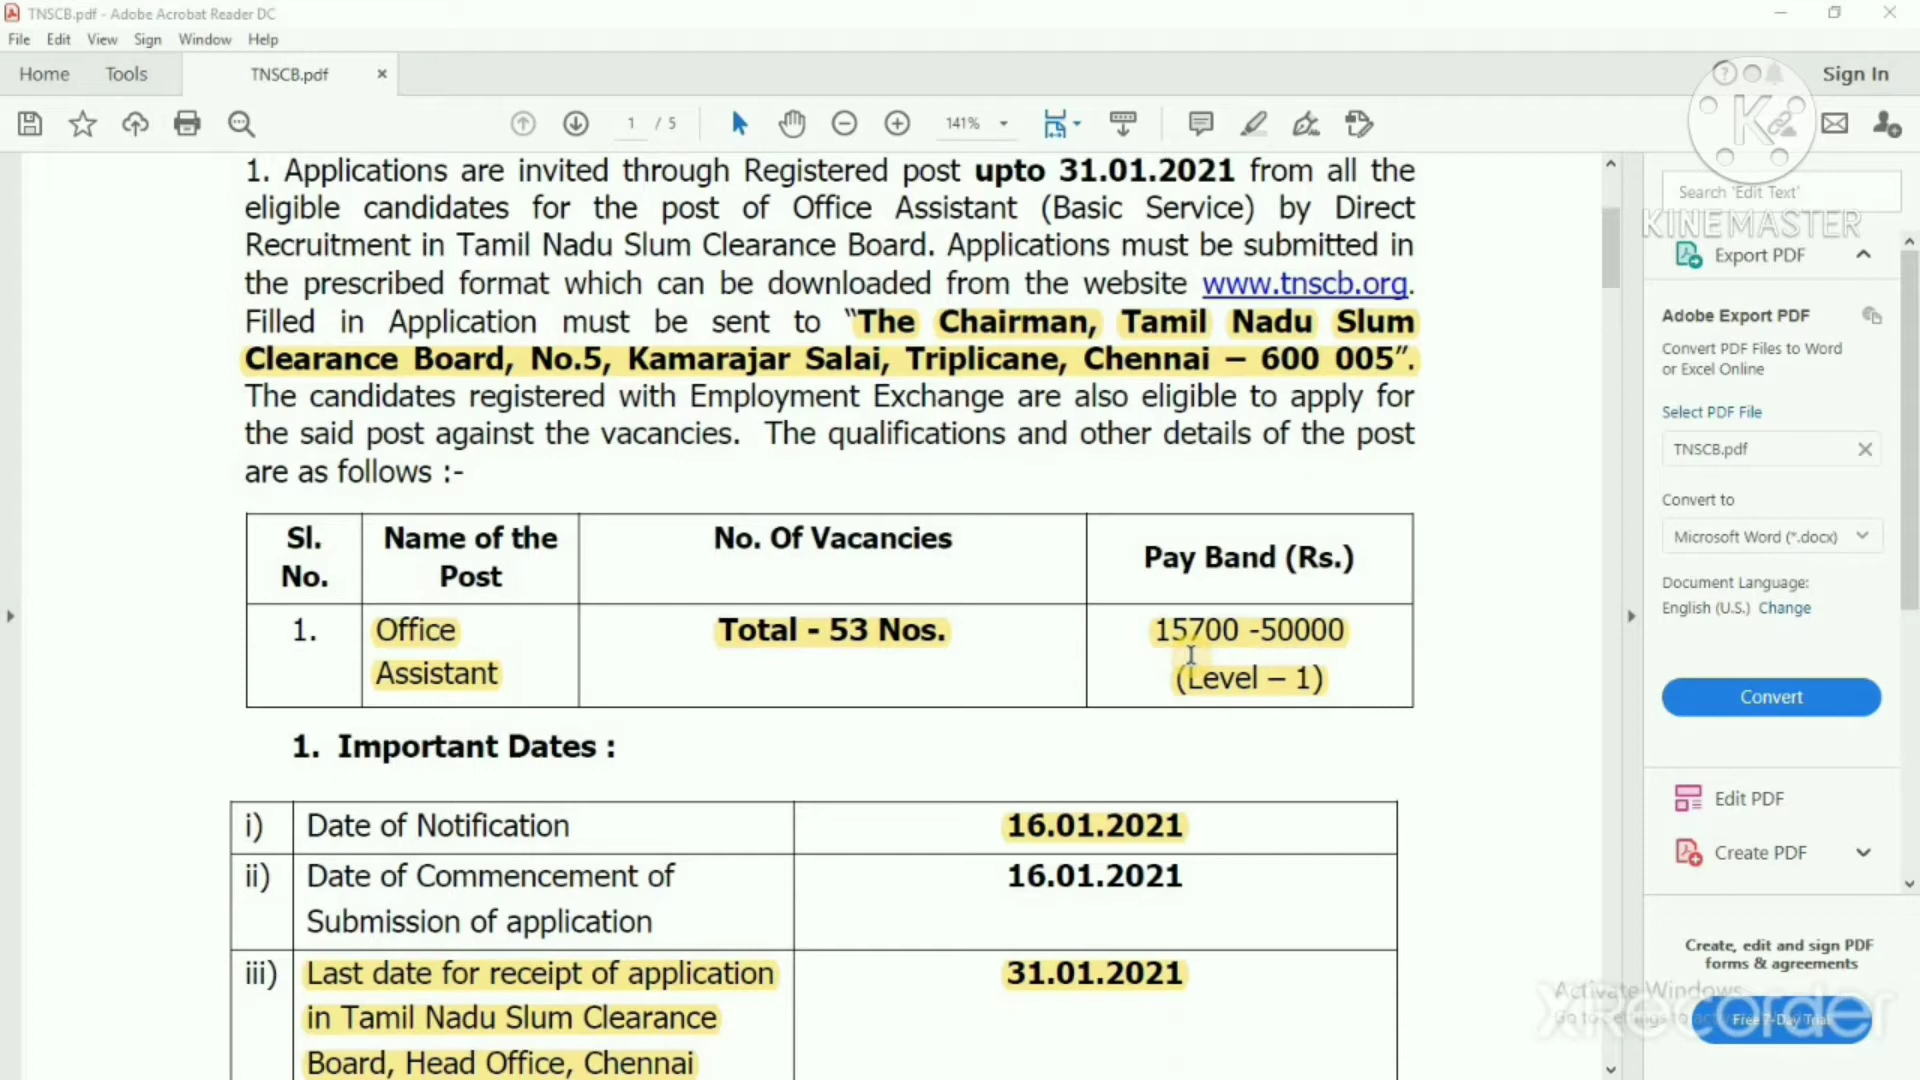 TNSCB.pdf - Adobe Acrobat Reader DC
File Edit View Sign Window Help
Home Tools TNSCB.pdf × Sign In
1 / 5 141%
1. Applications are invited through Registered post upto 31.01.2021 from all the
eligible candidates for the post of Office Assistant (Basic Service) by Direct
Recruitment in Tamil Nadu Slum Clearance Board. Applications must be submitted in
the prescribed format which can be downloaded from the website www.tnscb.org.
Filled in Application must be sent to “The Chairman, Tamil Nadu Slum
Clearance Board, No.5, Kamarajar Salai, Triplicane, Chennai – 600 005”.
The candidates registered with Employment Exchange are also eligible to apply for
the said post against the vacancies. The qualifications and other details of the post
are as follows :-
Sl. No. Name of the Post No. Of Vacancies Pay Band (Rs.)
1. Office Assistant Total - 53 Nos. 15700 -50000 (Level – 1)
1. Important Dates :
i) Date of Notification 16.01.2021
ii) Date of Commencement of Submission of application 16.01.2021
iii) Last date for receipt of application in Tamil Nadu Slum Clearance Board, Head Office, Chennai 31.01.2021
K
Search 'Edit Text'
KINEMASTER
Export PDF
Adobe Export PDF
Convert PDF Files to Word
or Excel Online
Select PDF File
TNSCB.pdf
Convert to
Microsoft Word (*.docx)
Document Language:
English (U.S.) Change
Convert
Edit PDF
Create PDF
Create, edit and sign PDF
forms & agreements
Activate Windows
Go to Settings to
XRecorder
Free 7-Day Trial